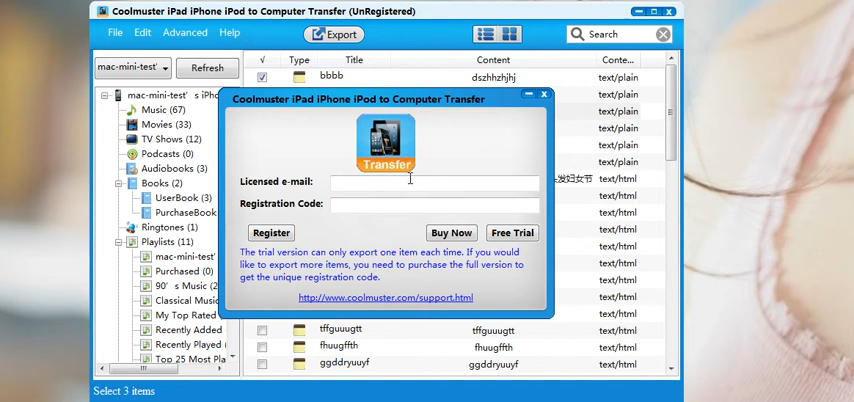 Coolmuster iPad iPhone iPod to Computer Transfer (UnRegistered)
File Edit Advanced Help
Export
Search
mac-mini-test'
Refresh
√ Type Title Content Conte...
bbbb dszhhzhjhj text/plain
mac-mini-test' s iPho
text/plain
Music (67)
text/plain
Movies (33)
text/plain
TV Shows (12)
text/plain
Podcasts (0)
text/plain
Audiobooks (3)
发妇女节 text/html
Books (2)
text/html
UserBook (3)
text/html
PurchaseBook
text/html
Ringtones (1)
text/html
Playlists (11)
text/html
mac-mini-test'
text/html
Purchased (0)
text/html
90' s Music
text/html
Classical Music
My Top Rated
Recently Added
Recently Played
Top 25 Most Pla
Coolmuster iPad iPhone iPod to Computer Transfer
Transfer
Licensed e-mail:
Registration Code:
Register Buy Now Free Trial
The trial version can only export one item each time. If you would
like to export more items, you need to purchase the full version to
get the unique registration code.
http://www.coolmuster.com/support.html
tffguuugtt tffguuugtt text/html
fhuugffth fhuugffth text/html
ggddryuuyf ggddryuuyf text/html
Select 3 items